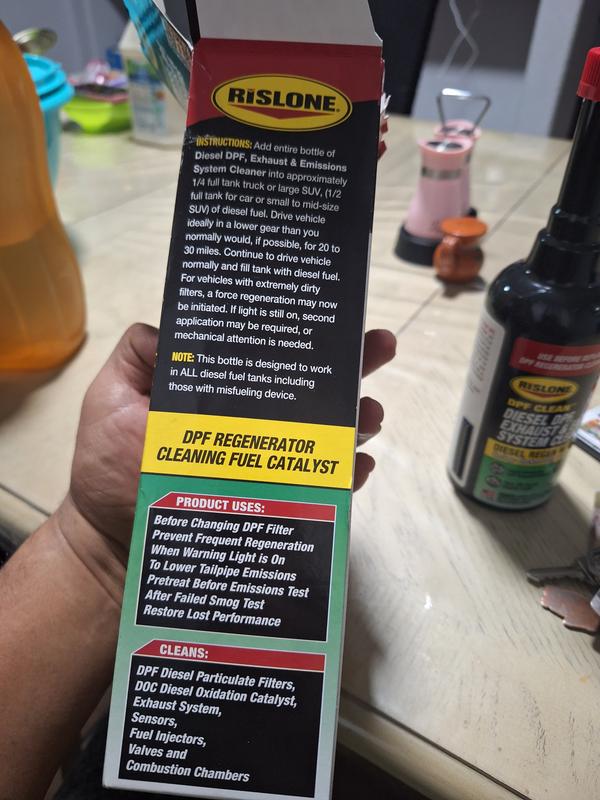 RiSLONE®
INSTRUCTIONS: Add entire bottle of
Diesel DPF, Exhaust & Emissions
System Cleaner into approximately
1/4 full tank truck or large SUV, (1/2
full tank for car or small to mid-size
SUV) of diesel fuel. Drive vehicle
ideally in a lower gear than you
normally would, if possible, for 20 to
30 miles. Continue to drive vehicle
normally and fill tank with diesel fuel.
For vehicles with extremely dirty
filters, a force regeneration may now
be initiated. If light is still on, second
application may be required, or
mechanical attention is needed.
NOTE: This bottle is designed to work
in ALL diesel fuel tanks including
those with misfueling device.
DPF REGENERATOR
CLEANING FUEL CATALYST
PRODUCT USES:
Before Changing DPF Filter
Prevent Frequent Regeneration
When Warning Light is On
To Lower Tailpipe Emissions
Pretreat Before Emissions Test
After Failed Smog Test
Restore Lost Performance
CLEANS:
DPF Diesel Particulate Filters,
DOC Diesel Oxidation Catalyst,
Exhaust System,
Sensors,
Fuel Injectors,
Valves and
Combustion Chambers
USE BEFORE
DPF REGENERATOR
RiSLONE
DPF CLEAN
DIESEL
EXHAUST
SYSTEM
DIESEL